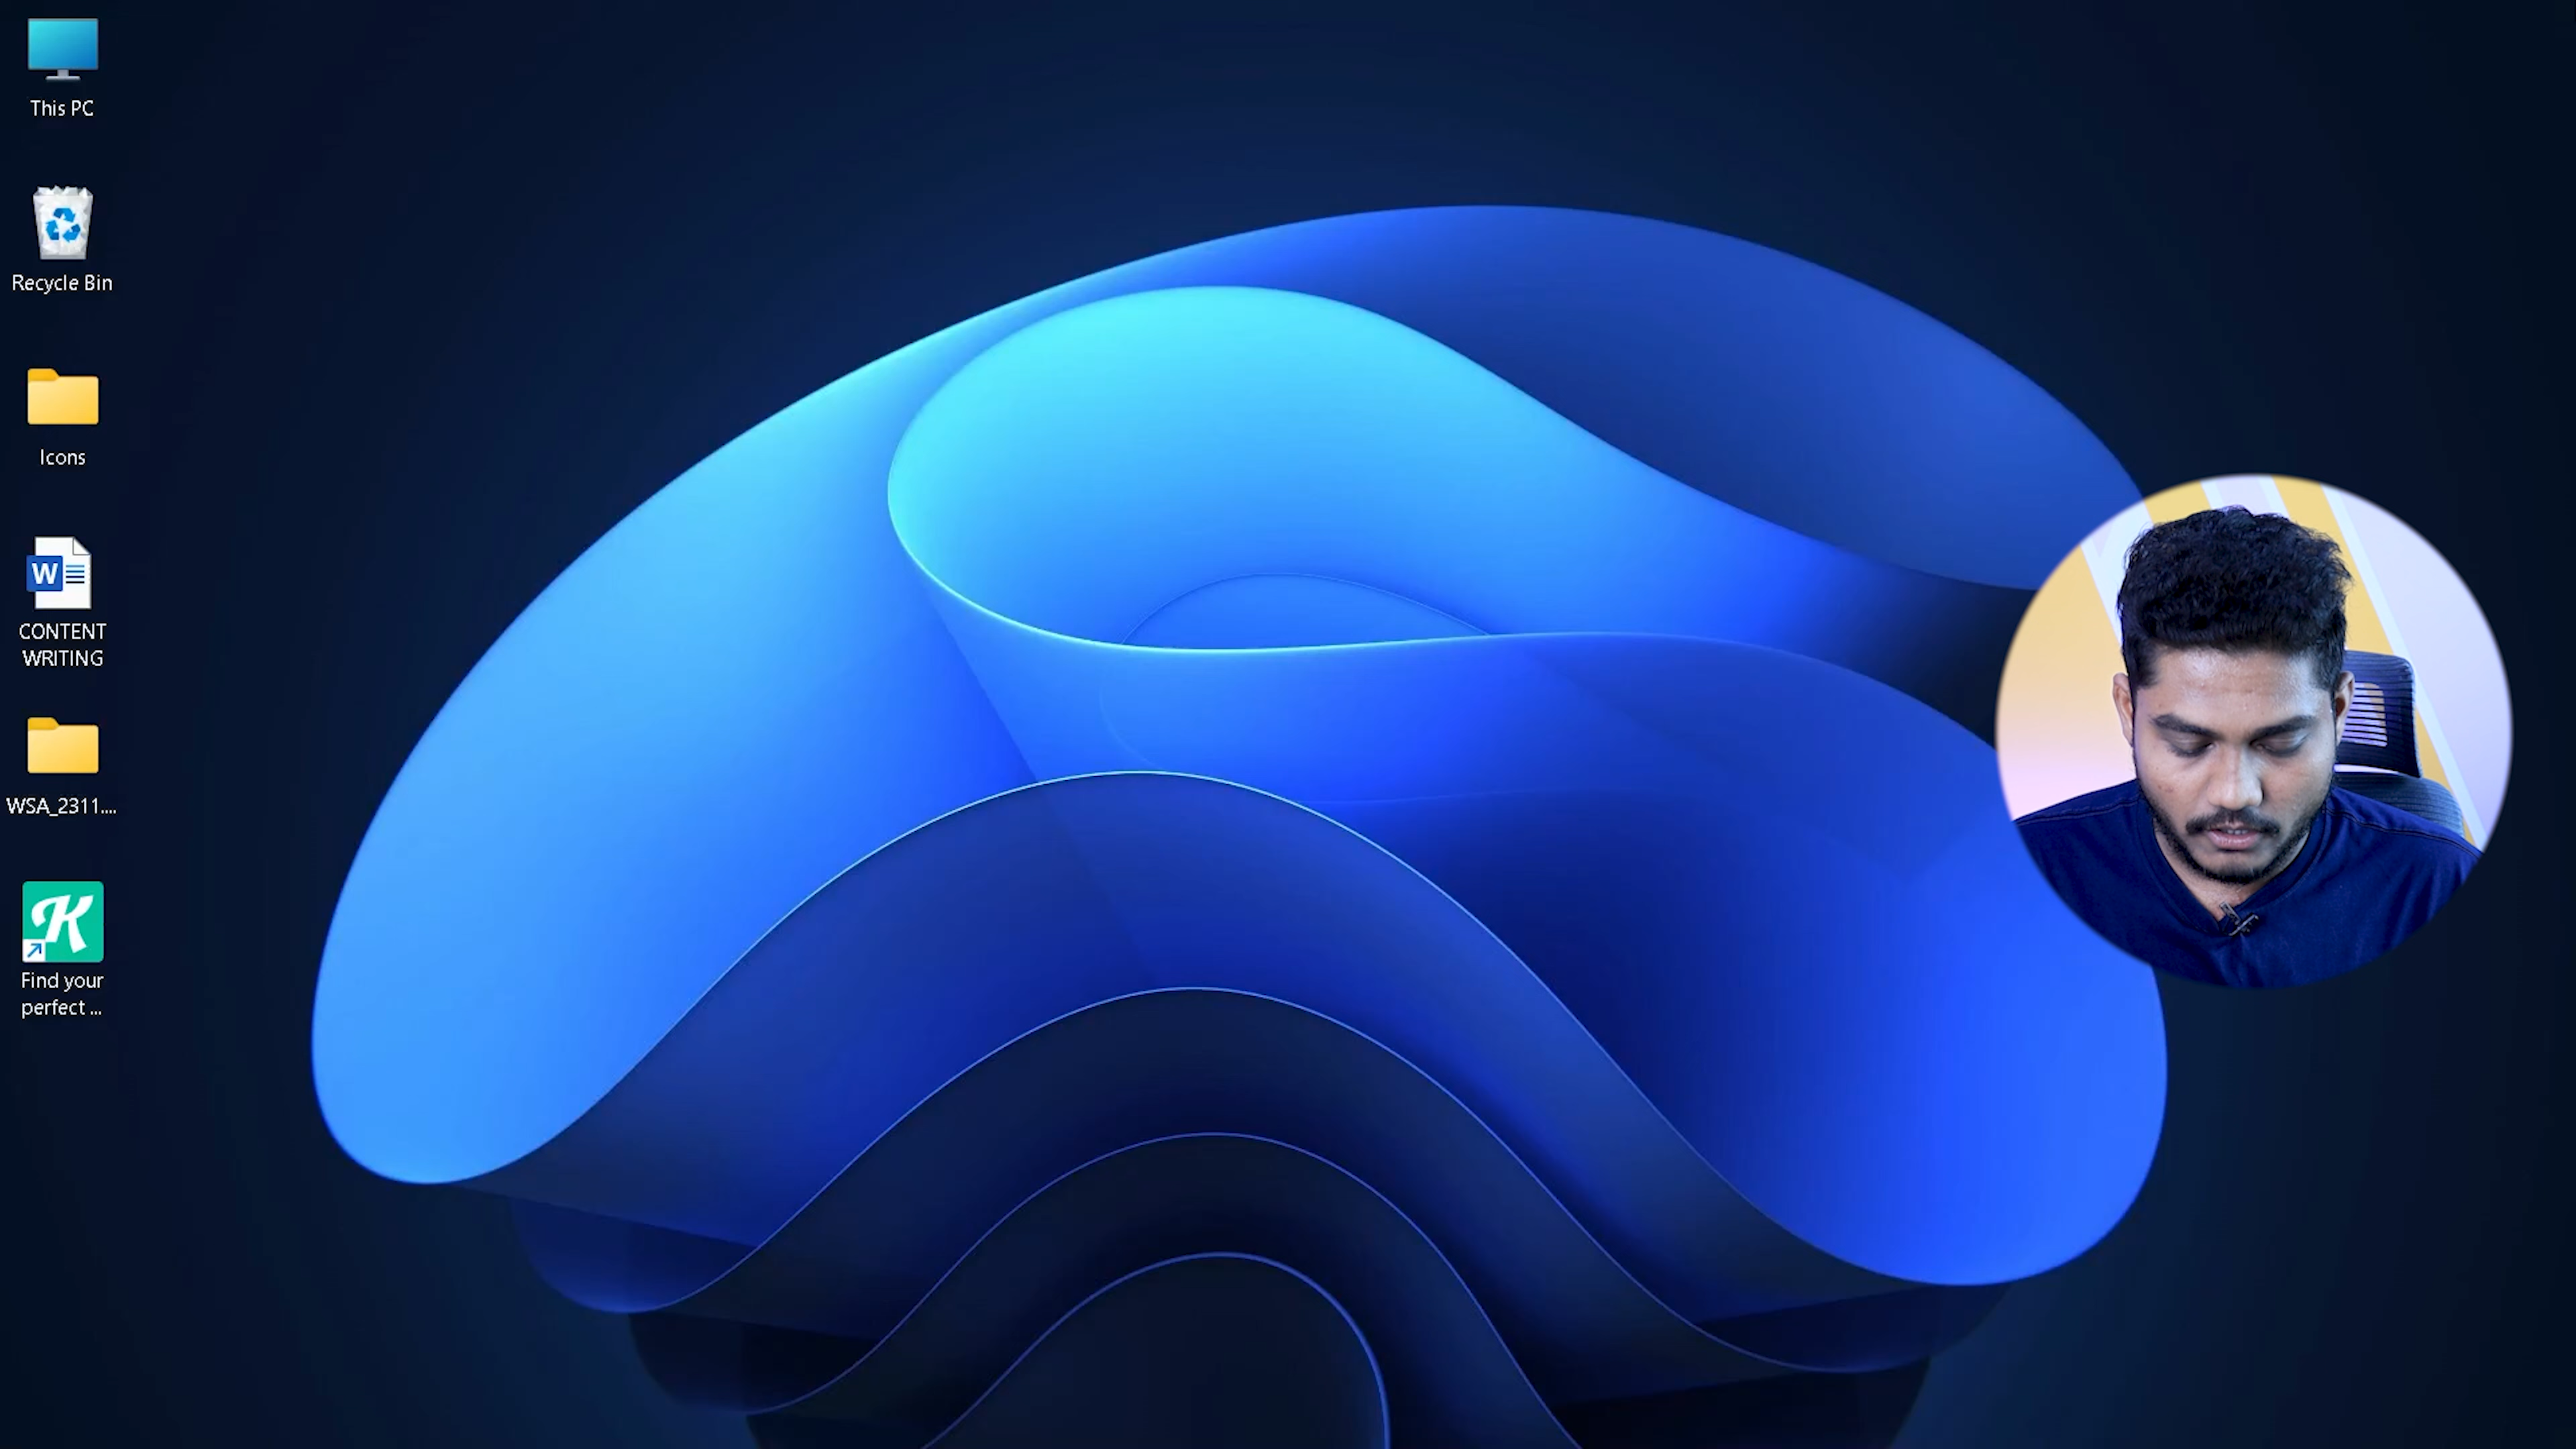 This PC
Recycle Bin
Icons
W
CONTENT
WRITING
WSA_2311....
K
Find your
perfect ...